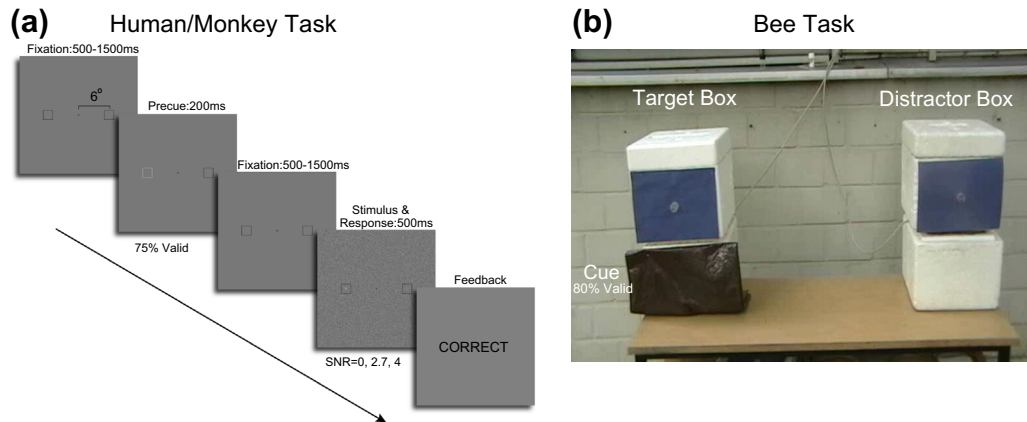 (a)
Human/Monkey Task
Fixation:500-1500ms
6°
Precue:200ms
75% Valid
Fixation:500-1500ms
Stimulus &
Response:500ms
SNR=0, 2.7, 4
Feedback
CORRECT
(b)
Bee Task
Target Box
Distractor Box
Cue
80% Valid